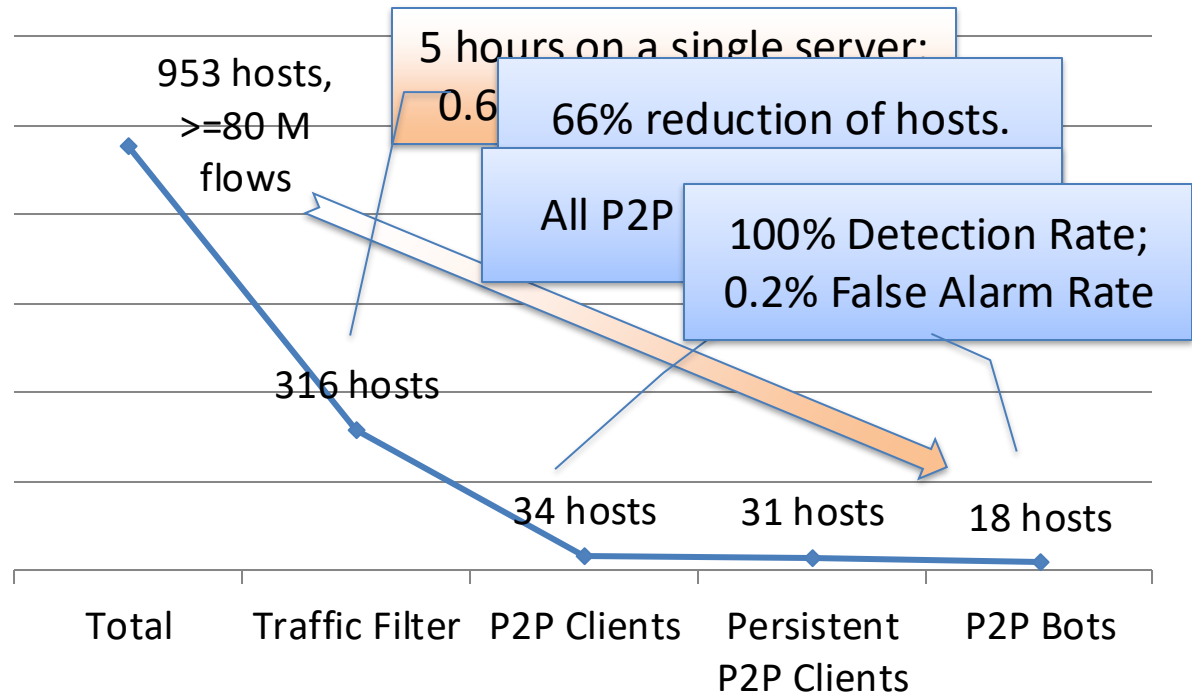 5 hours on a single server;
0.6
66% reduction of hosts.
All P2P
100% Detection Rate;
0.2% False Alarm Rate
953 hosts,
>=80 M
flows
316 hosts
34 hosts
31 hosts
18 hosts
Total
Traffic Filter
P2P Clients
Persistent
P2P Clients
P2P Bots